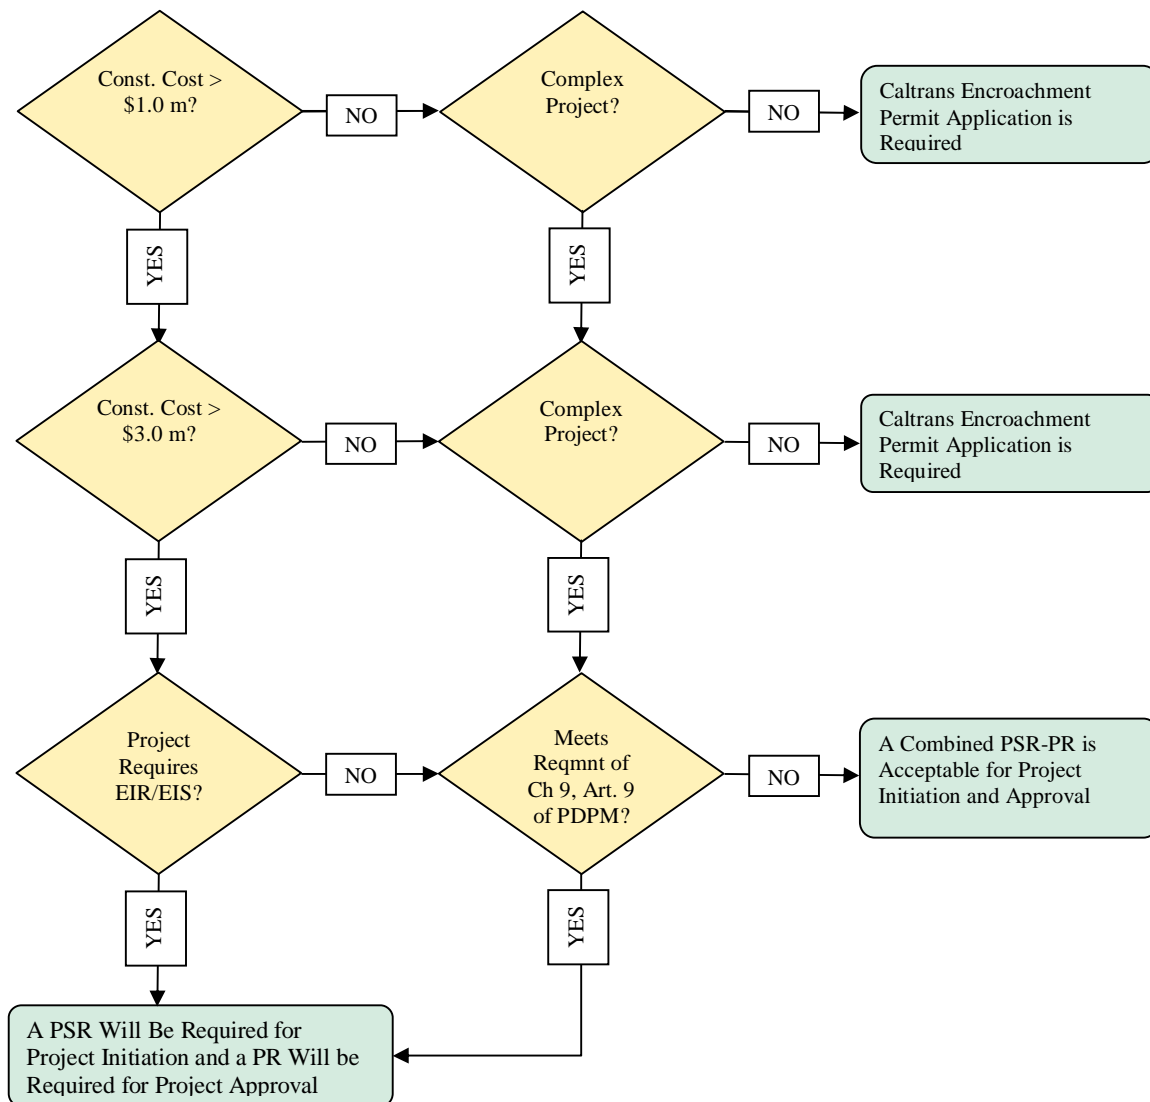 Const. Cost >
$1.0 m?
NO
Complex
Project?
NO
Caltrans Encroachment
Permit Application is
Required
YES
YES
Const. Cost >
$3.0 m?
NO
Complex
Project?
NO
Caltrans Encroachment
Permit Application is
Required
YES
YES
Project
Requires
EIR/EIS?
NO
Meets
Reqmnt of
Ch 9, Art. 9
of PDPM?
NO
A Combined PSR-PR is
Acceptable for Project
Initiation and Approval
YES
YES
A PSR Will Be Required for
Project Initiation and a PR Will be
Required for Project Approval